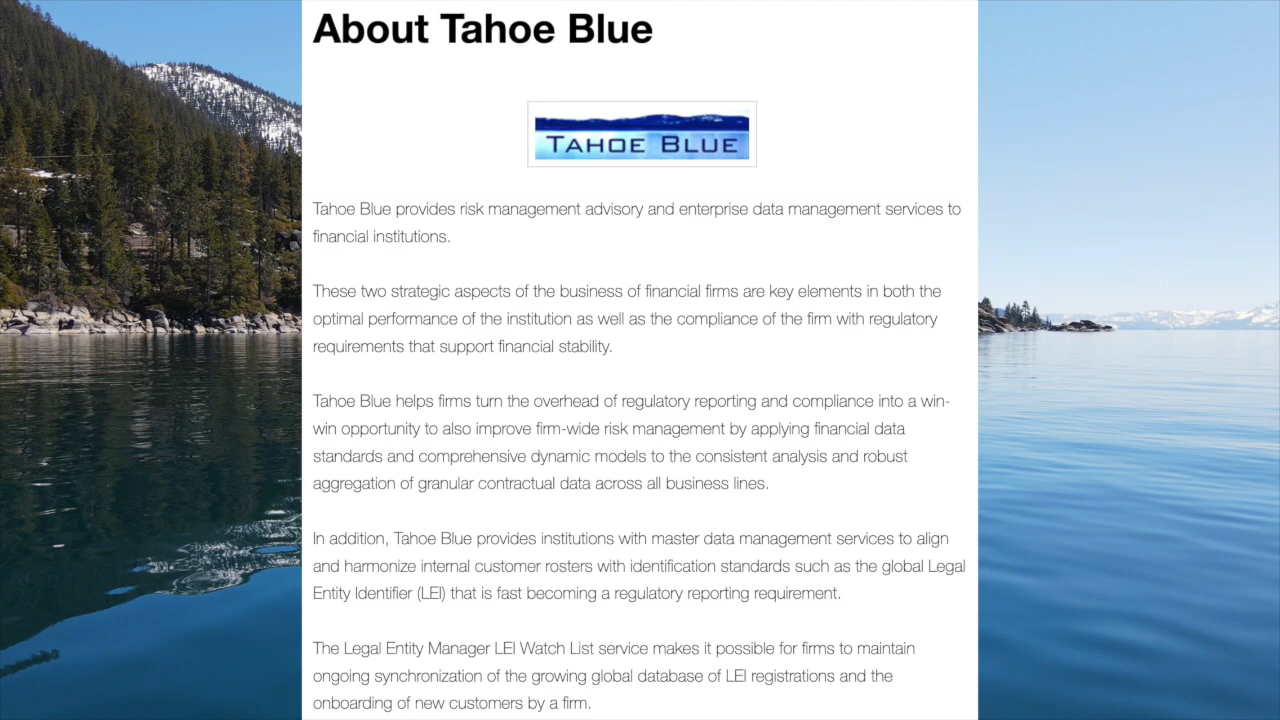 About Tahoe Blue
TAHOE BLUE
Tahoe Blue provides risk management advisory and enterprise data management services to
financial institutions.
These two strategic aspects of the business of financial firms are key elements in both the
optimal performance of the institution as well as the compliance of the firm with regulatory
requirements that support financial stability.
Tahoe Blue helps firms turn the overhead of regulatory reporting and compliance into a win-
win opportunity to also improve firm-wide risk management by applying financial data
standards and comprehensive dynamic models to the consistent analysis and robust
aggregation of granular contractual data across all business lines.
In addition, Tahoe Blue provides institutions with master data management services to align
and harmonize internal customer rosters with identification standards such as the global Legal
Entity Identifier (LEI) that is fast becoming a regulatory reporting requirement.
The Legal Entity Manager LEI Watch List service makes it possible for firms to maintain
ongoing synchronization of the growing global database of LEI registrations and the
onboarding of new customers by a firm.